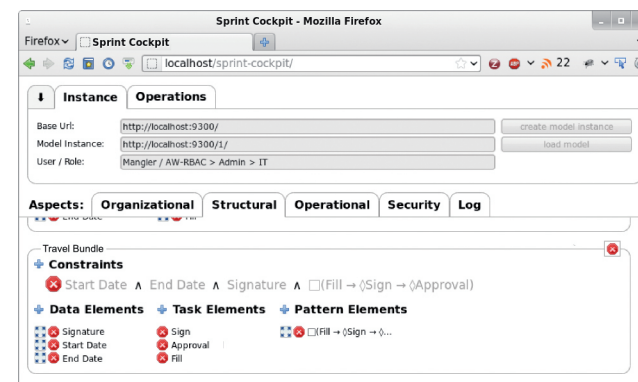 Sprint Cockpit - Mozilla Firefox
Firefox Sprint Cockpit
localhost/sprint-cockpit/ 22
Instance Operations
Base Url: http://localhost:9300/ create model instance
Model Instance: http://localhost:9300/1/ load model
User / Role: Mangler / AW-RBAC > Admin > IT
Aspects: Organizational Structural Operational Security Log
End Date Fill
Travel Bundle
Constraints
Start Date ∧ End Date ∧ Signature ∧ □(Fill → ◊Sign → ◊Approval)
Data Elements Task Elements Pattern Elements
Signature Sign □(Fill → ◊Sign → ◊...
Start Date Approval
End Date Fill